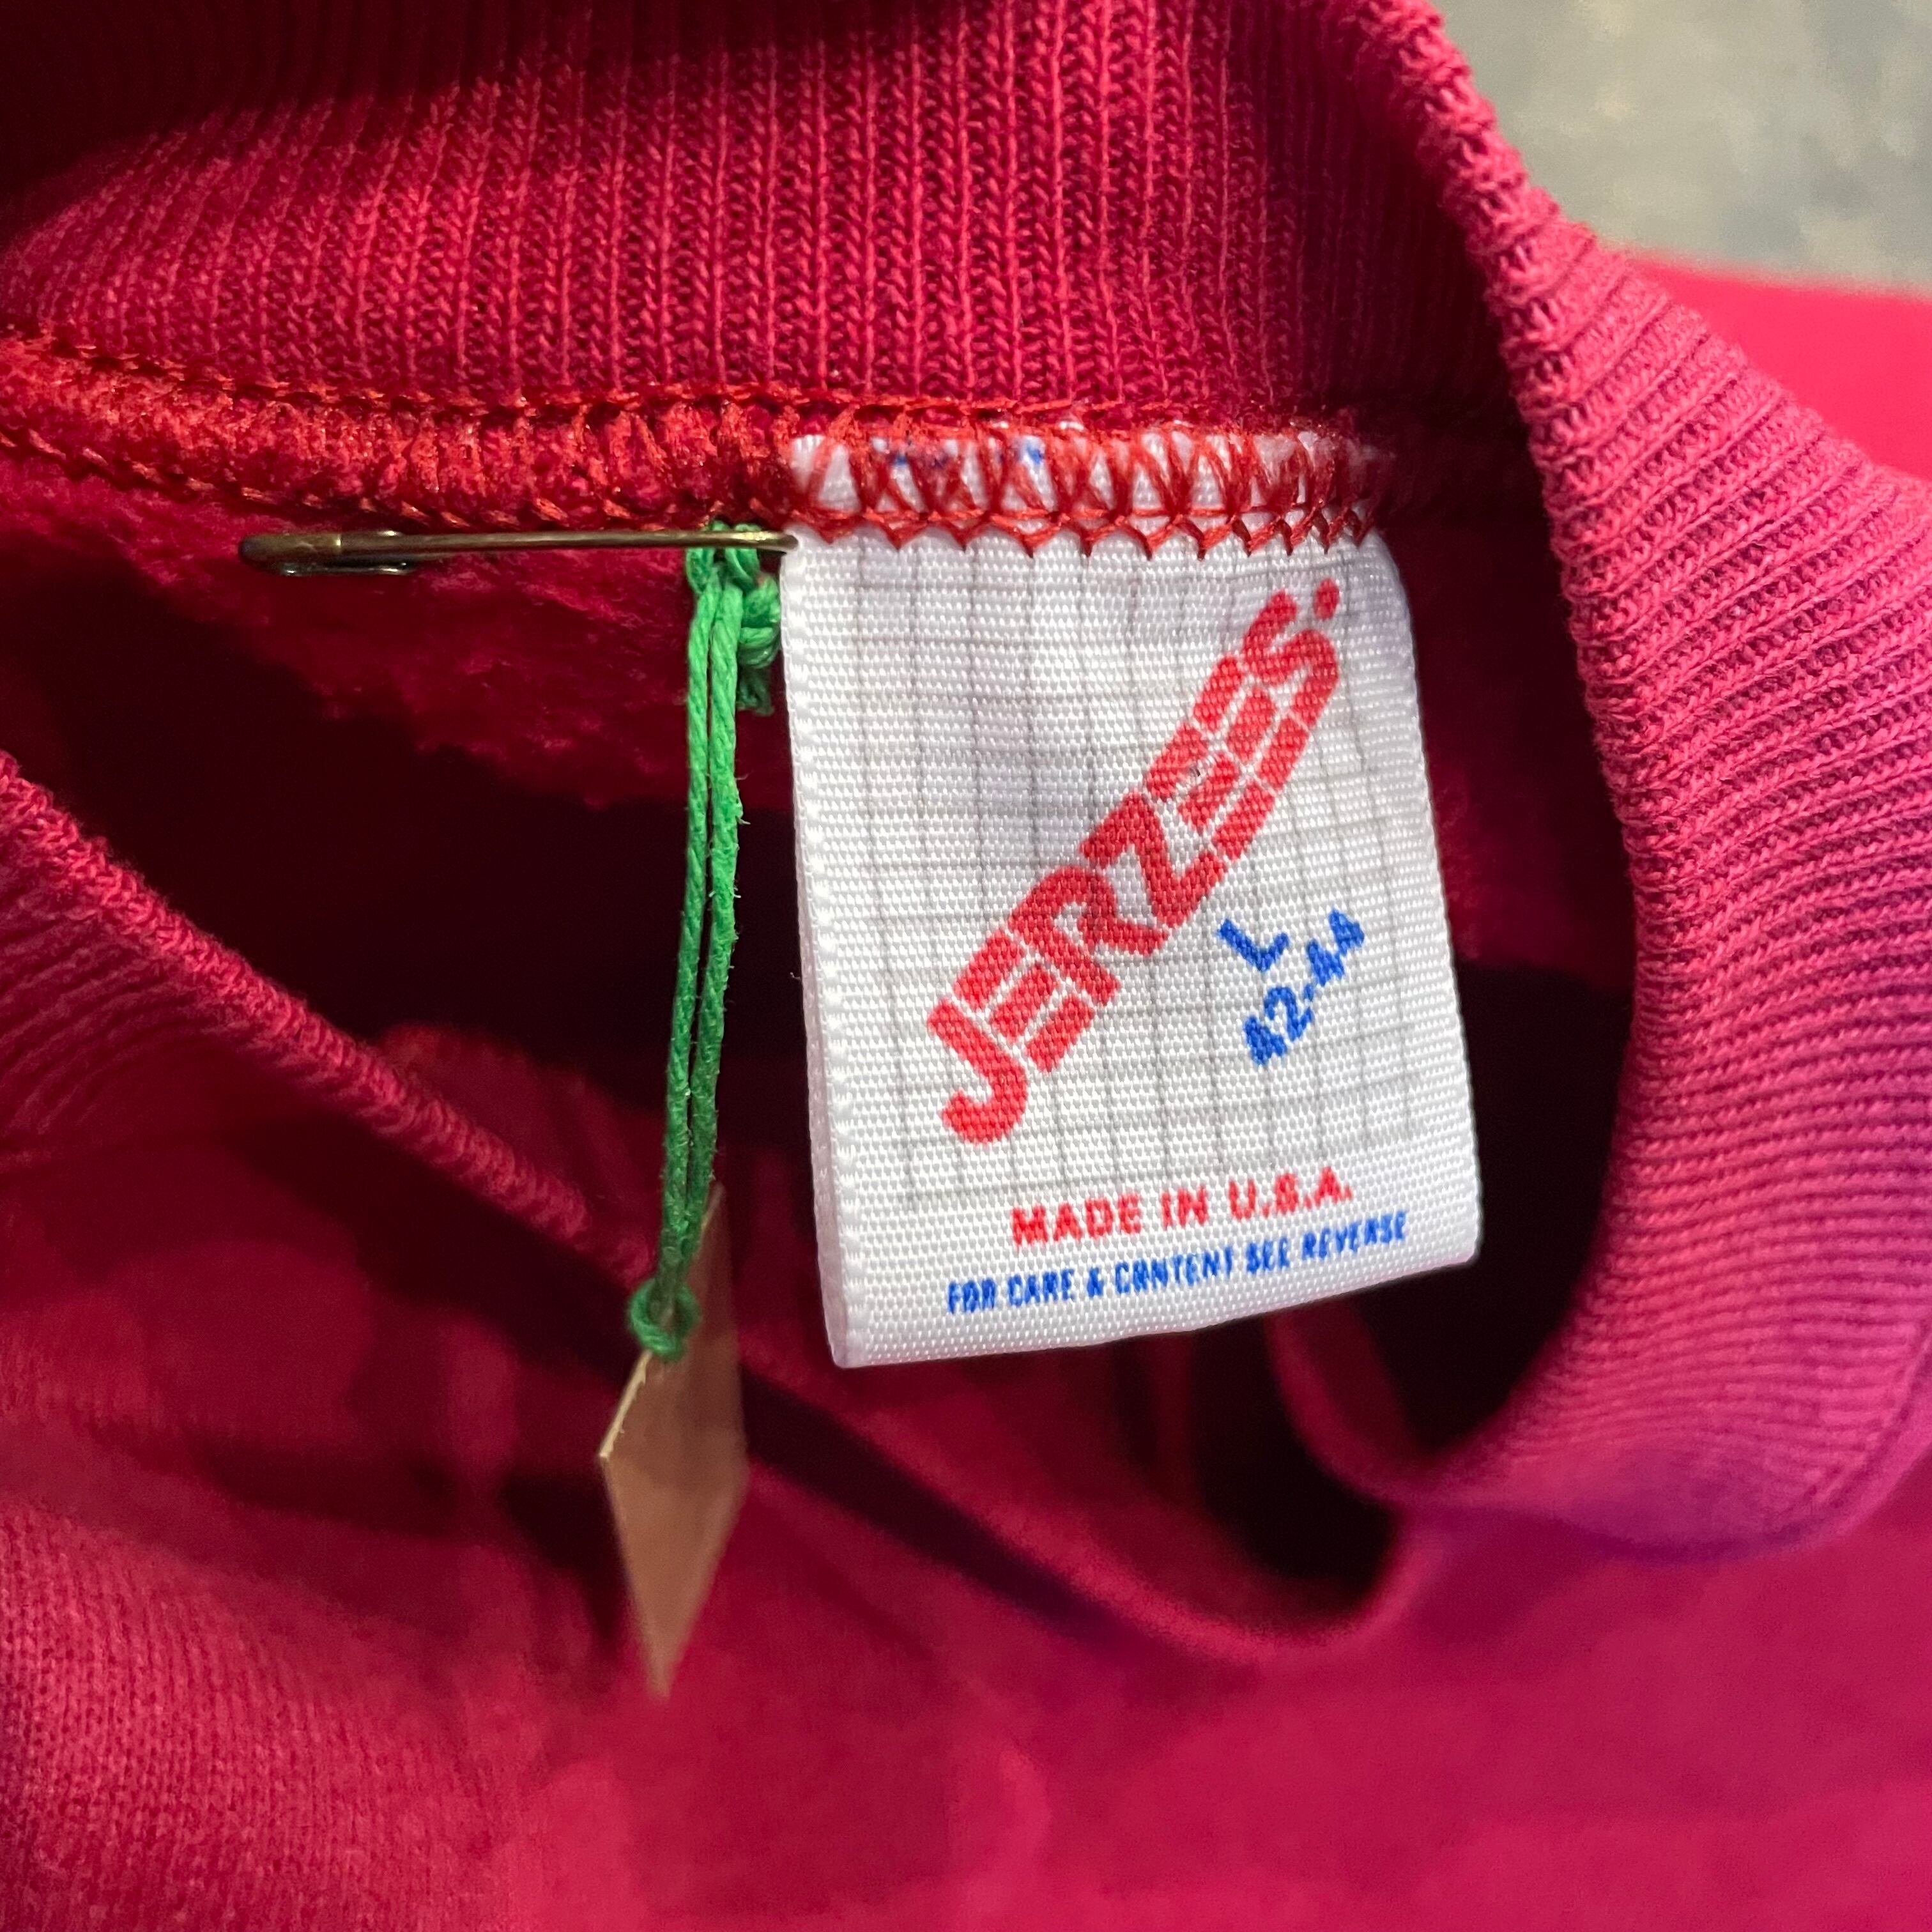 JERZEES.
L
42-44
MADE IN U.S.A.
FOR CARE & CONTENT SEE REVERSE